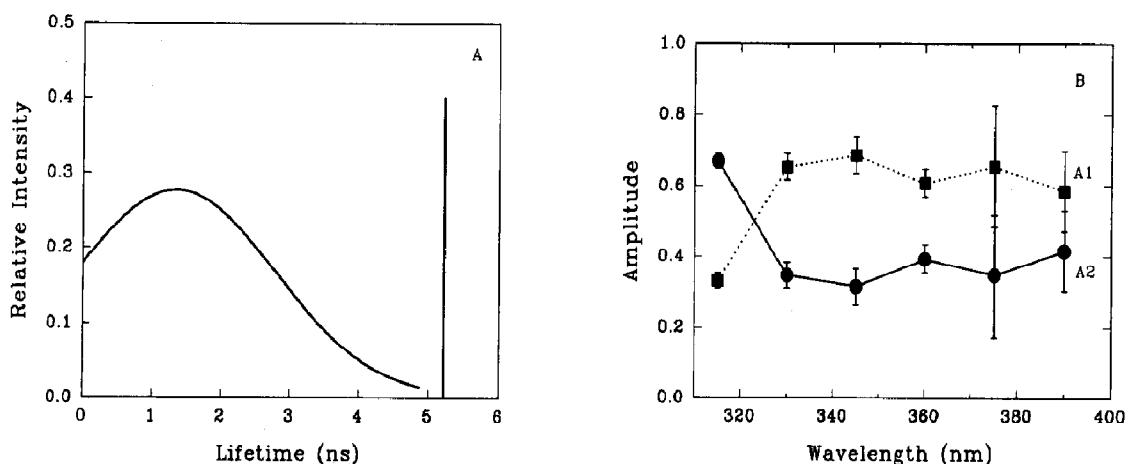 0.5
0.4
0.3
0.2
0.1
0.0
Relative Intensity
A
0 1 2 3 4 5 6
Lifetime (ns)
1.0
0.8
0.6
0.4
0.2
0.0
Amplitude
B
A1
A2
320 340 360 380 400
Wavelength (nm)